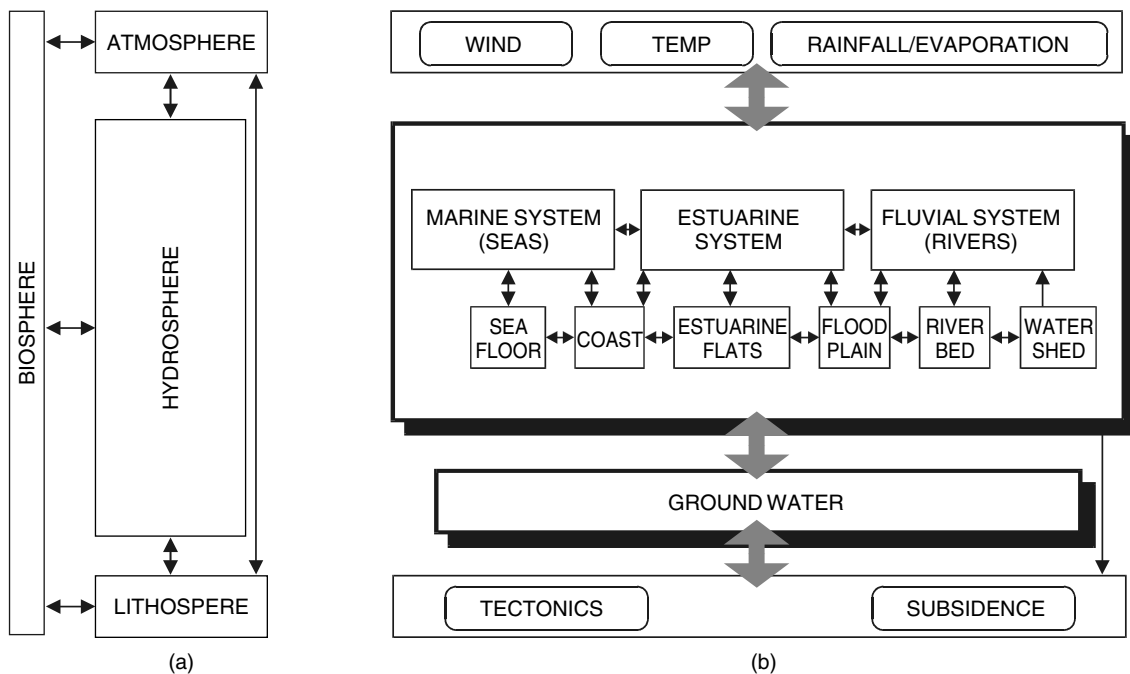 ATMOSPHERE
BIOSPHERE
HYDROSPHERE
LITHOSPERE
(a)
WIND
TEMP
RAINFALL/EVAPORATION
MARINE SYSTEM
(SEAS)
ESTUARINE
SYSTEM
FLUVIAL SYSTEM
(RIVERS)
SEA
FLOOR
COAST
ESTUARINE
FLATS
FLOOD
PLAIN
RIVER
BED
WATER
SHED
GROUND WATER
TECTONICS
SUBSIDENCE
(b)